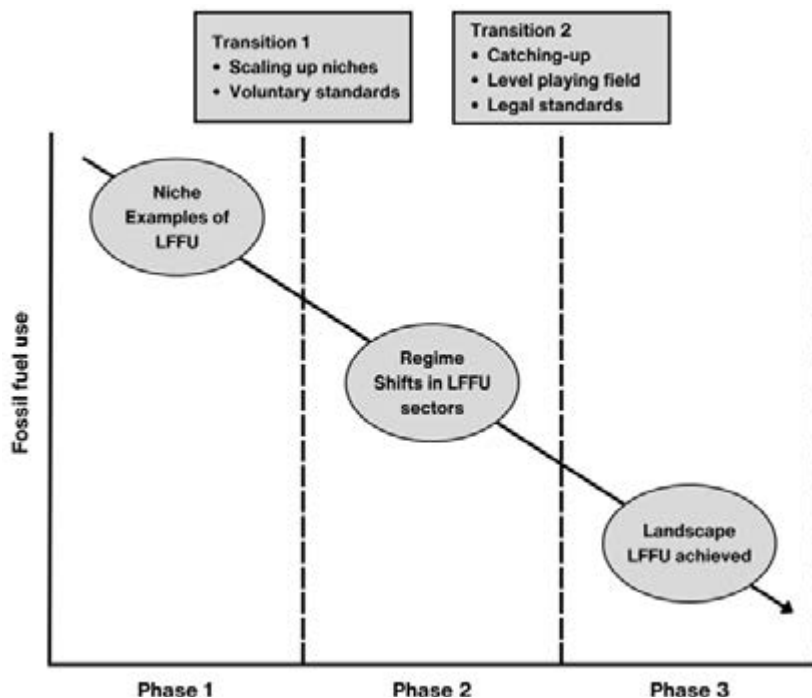 Transition 1
• Scaling up niches
• Voluntary standards
Transition 2
• Catching-up
• Level playing field
• Legal standards
Niche
Examples of
LFFU
Regime
Shifts in LFFU
sectors
Landscape
LFFU achieved
Fossil fuel use
Phase 1
Phase 2
Phase 3